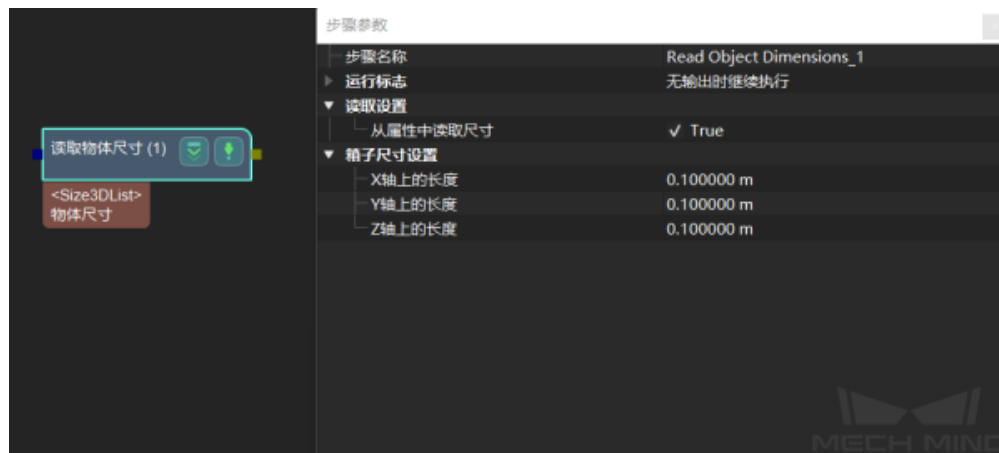 步骤参数
步骤名称 Read Object Dimensions_1
运行标志 无输出时继续执行
读取设置
从属性中读取尺寸 True
箱子尺寸设置
X轴上的长度 0.100000 m
Y轴上的长度 0.100000 m
Z轴上的长度 0.100000 m
读取物体尺寸 (1)
<Size3DList>
物体尺寸
MECH MIND